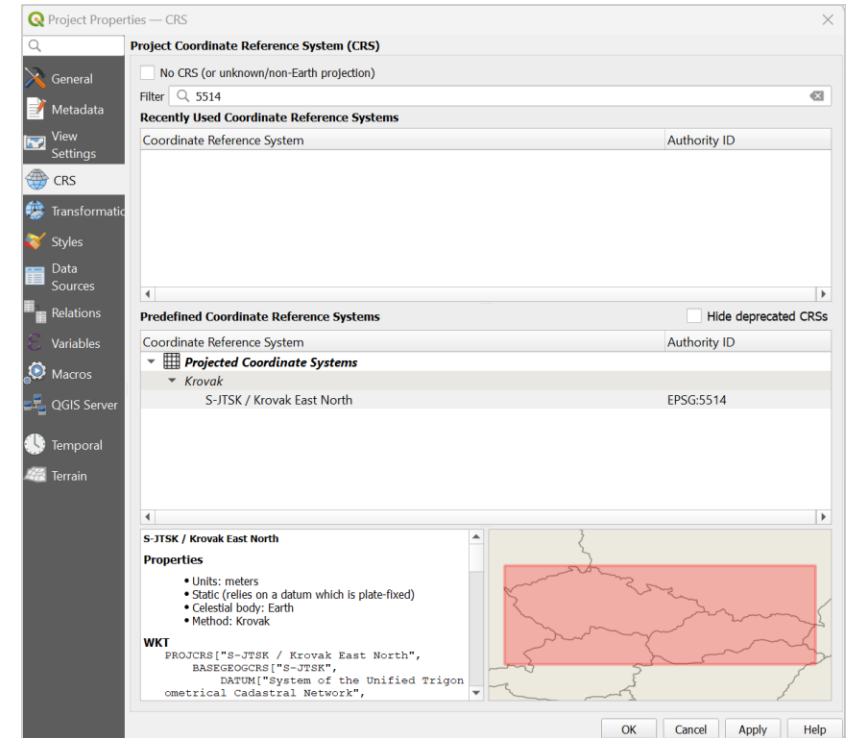 Project Properties — CRS
Project Coordinate Reference System (CRS)
General
Metadata
View
Settings
CRS
Transformatic
Styles
Data
Sources
Relations
Variables
Macros
QGIS Server
Temporal
Terrain
No CRS (or unknown/non-Earth projection)
Filter 5514
Recently Used Coordinate Reference Systems
Coordinate Reference System Authority ID
Predefined Coordinate Reference Systems Hide deprecated CRSs
Coordinate Reference System Authority ID
Projected Coordinate Systems
Krovak
S-JTSK / Krovak East North EPSG:5514
S-JTSK / Krovak East North
Properties
• Units: meters
• Static (relies on a datum which is plate-fixed)
• Celestial body: Earth
• Method: Krovak
WKT
PROJCRS["S-JTSK / Krovak East North",
BASEGEOGCRS["S-JTSK",
DATUM["System of the Unified Trigon
ometrical Cadastral Network",
OK Cancel Apply Help